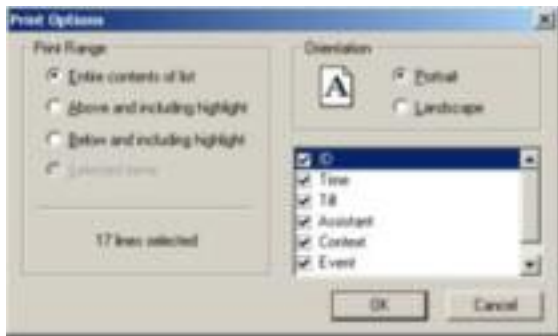 Print Options
Print Range
Entire contents of list
Above and including highlight
Below and including highlight
Selected items
17 lines selected
Orientation
A
Portrait
Landscape
ID
Time
Till
Assistant
Context
Event
OK
Cancel